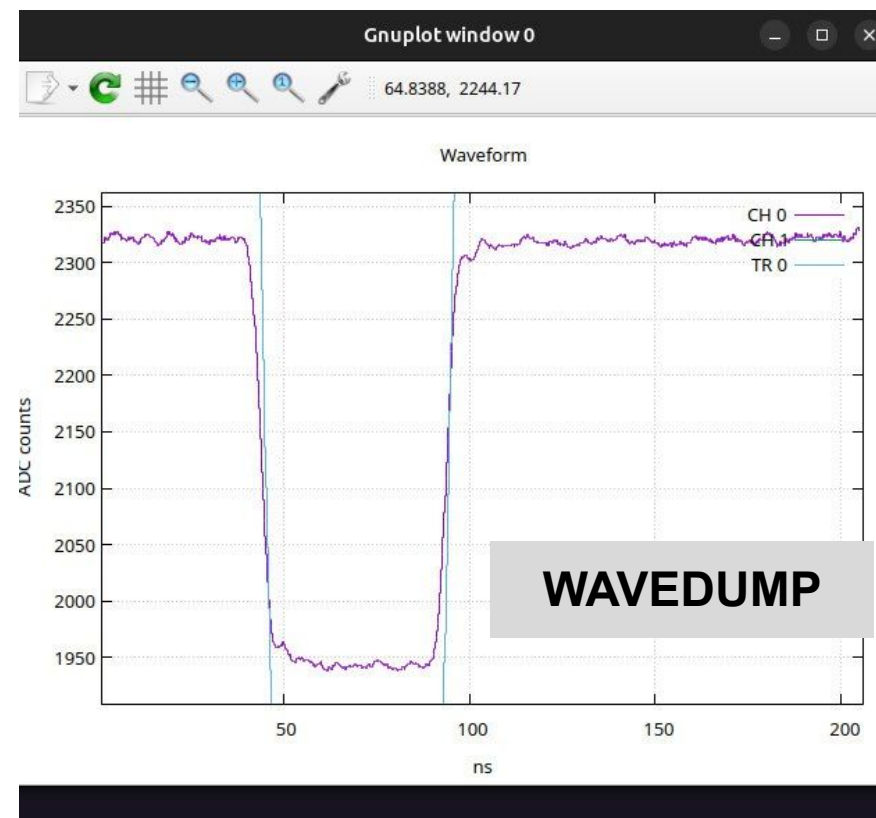 Gnuplot window 0
64.8388, 2244.17
Waveform
2350
2300
2250
2200
2150
2100
2050
2000
1950
ADC counts
CH 0
CH 1
TR 0
WAVEDUMP
50
100
150
200
ns